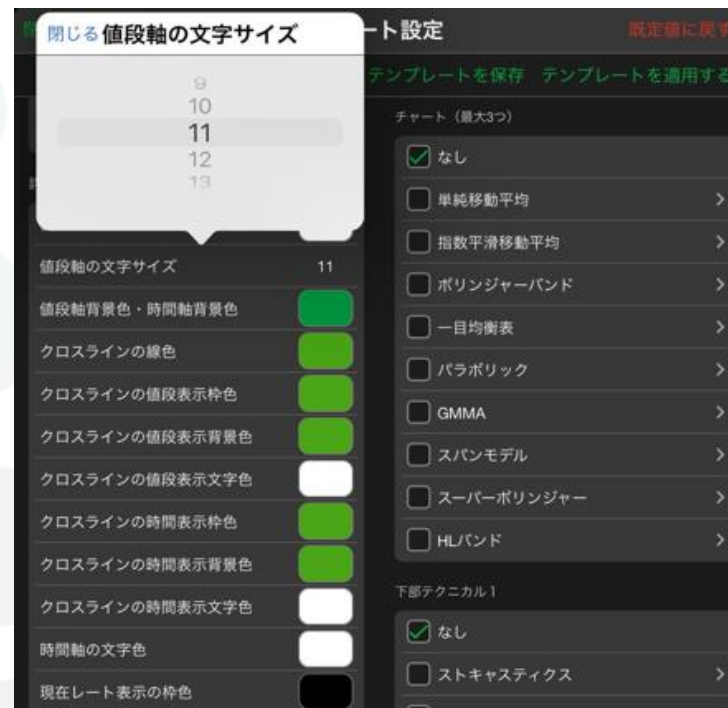 閉じる 値段軸の文字サイズ
ート設定
既定値に戻す
テンプレートを保存 テンプレートを適用する
9
10
11
12
13
値段軸の文字サイズ 11
値段軸背景色・時間軸背景色
クロスラインの線色
クロスラインの値段表示枠色
クロスラインの値段表示背景色
クロスラインの値段表示文字色
クロスラインの時間表示枠色
クロスラインの時間表示背景色
クロスラインの時間表示文字色
時間軸の文字色
現在レート表示の枠色
チャート（最大3つ）
なし
単純移動平均
指数平滑移動平均
ボリンジャーバンド
一目均衡表
パラボリック
GMMA
スパンモデル
スーパーボリンジャー
HLバンド
下部テクニカル1
なし
ストキャスティクス